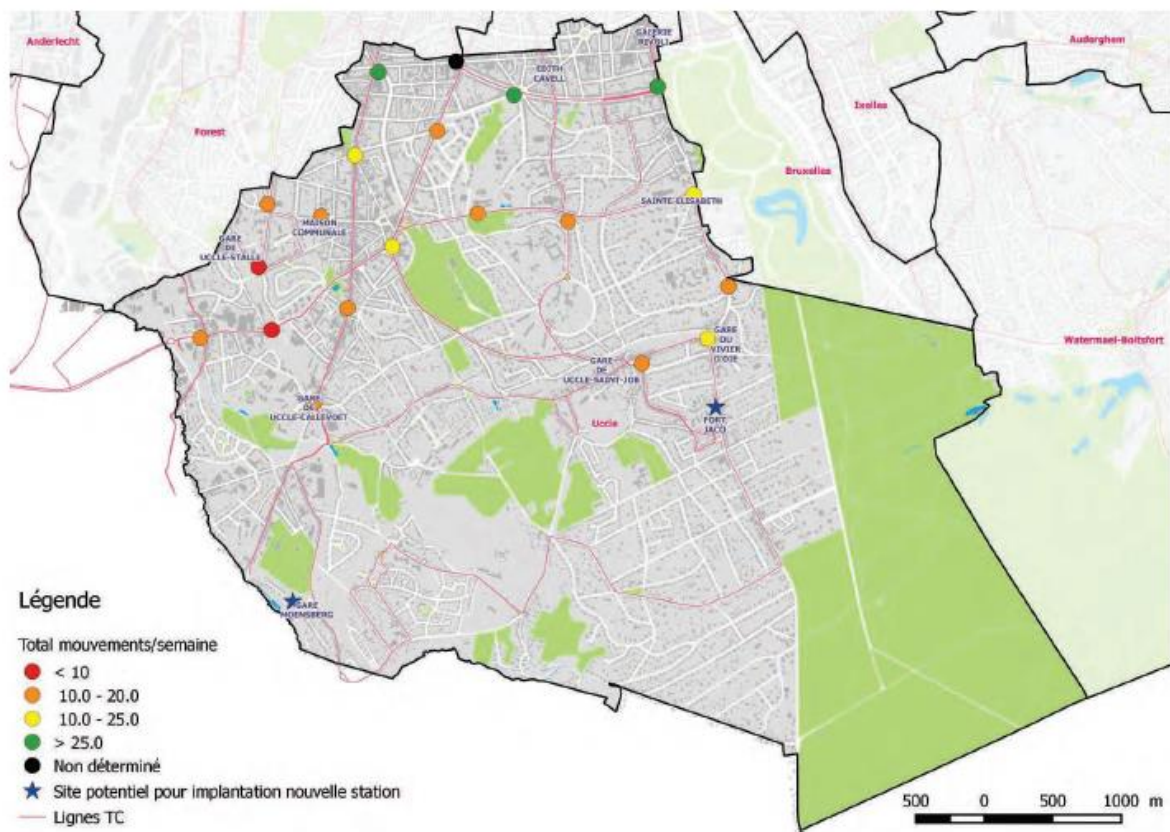 Anderlecht
GALERIE
RIVOLI
Auderghem
EDITH
CAVELL
Forest
Ixelles
Bruxelles
SAINTE-ELISABETH
MAISON
COMMUNALE
GARE
DE
UCCLE-STALLE
Watermael-Boitsfort
GARE
DU
VIVIER
D'OIE
GARE
DE
UCCLE-SAINT-JOB
GARE
DE
UCCLE-CALLEVOET
Uccle
FORT
JACO
GARE
MOENSBERG
Légende
Total mouvements/semaine
< 10
10.0 - 20.0
10.0 - 25.0
> 25.0
Non déterminé
Site potentiel pour implantation nouvelle station
Lignes TC
500 0 500 1000 m